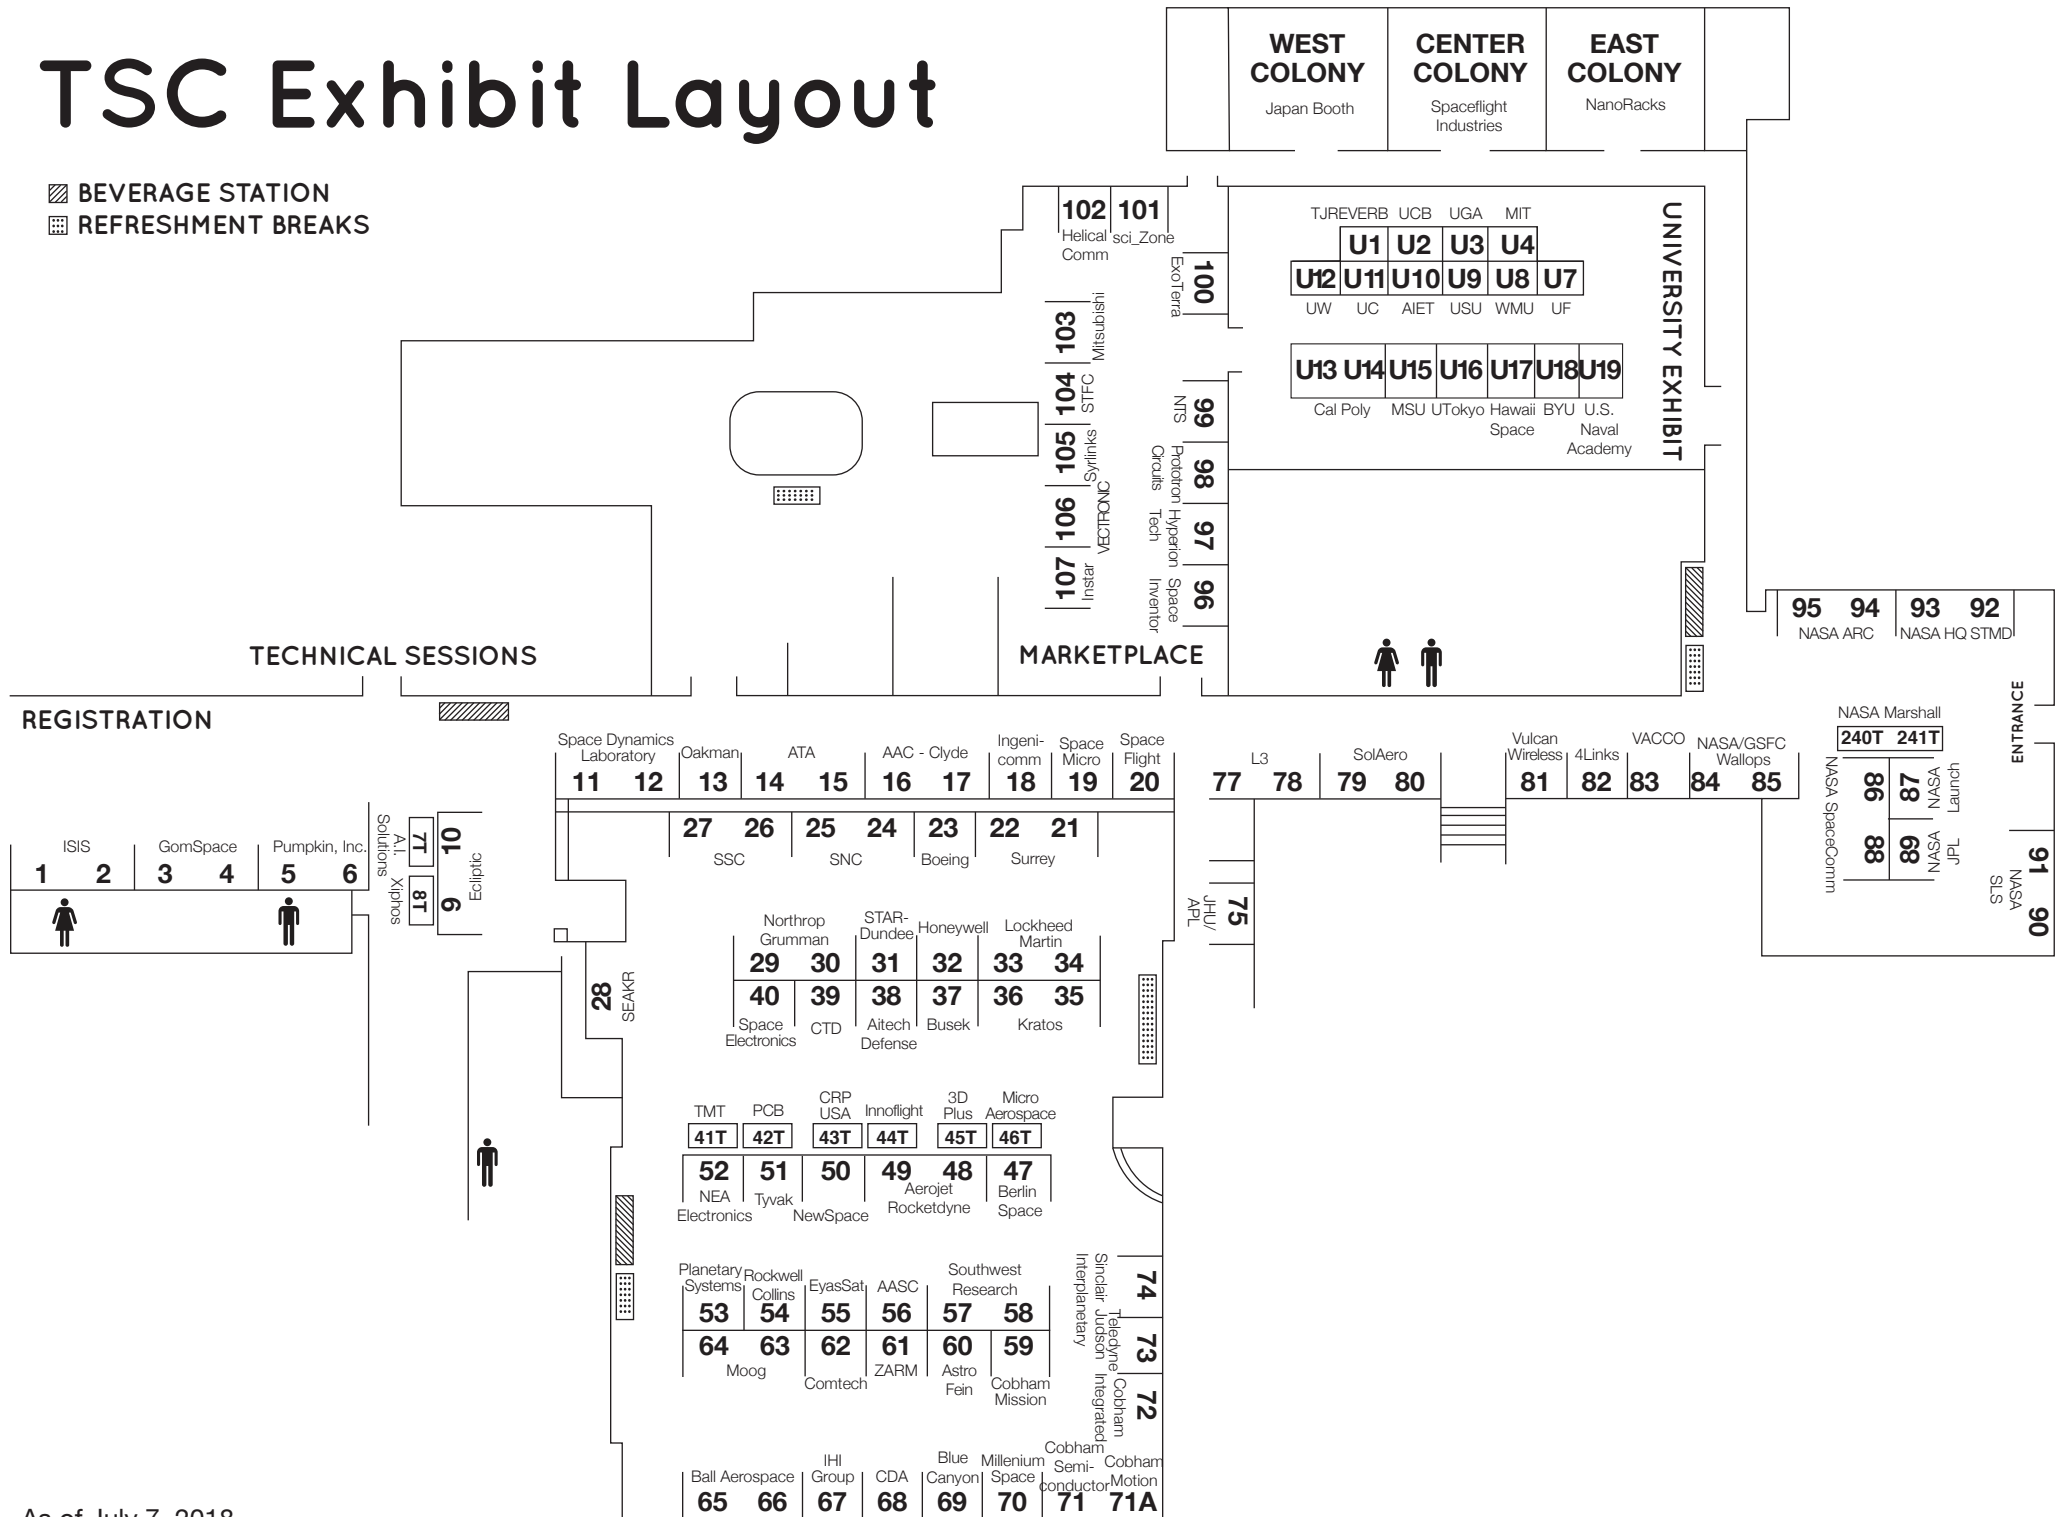 TSC Exhibit Layout
BEVERAGE STATION
REFRESHMENT BREAKS
WEST
COLONY
Japan Booth
CENTER
COLONY
Spaceflight
Industries
EAST
COLONY
NanoRacks
102 101
Helical
Comm
sci_Zone
100
ExoTerra
TJREVERB UCB UGA MIT
U1 U2 U3 U4
U12 U11 U10 U9 U8 U7
UW UC AIET USU WMU UF
U13 U14 U15 U16 U17 U18 U19
Cal Poly MSU UTokyo Hawaii
Space
BYU U.S.
Naval
Academy
UNIVERSITY EXHIBIT
103
Mitsubishi
104
STFC
105
Syrlinks
106
VECTRONIC
107
Instar
99
NTS
98
Prototron
Circuits
97
Hyperion
Tech
96
Space
Inventor
TECHNICAL SESSIONS
MARKETPLACE
95 94 93 92
NASA ARC NASA HQ STMD
ENTRANCE
REGISTRATION
NASA Marshall
240T 241T
NASA SpaceComm
86
88
87
NASA
Launch
89
NASA
JPL
91
90
NASA
SLS
Space Dynamics
Laboratory
11 12
Oakman
13
ATA
14 15
AAC - Clyde
16 17
Ingeni-
comm
18
Space
Micro
19
Space
Flight
20
L3
77 78
SolAero
79 80
Vulcan
Wireless
81
4Links
82
VACCO
83
NASA/GSFC
Wallops
84 85
ISIS
1 2
GomSpace
3 4
Pumpkin, Inc.
5 6
A.I.
Solutions
7T
Xiphos
8T
10
9
Ecliptic
27 26
SSC
25 24
SNC
23
Boeing
22 21
Surrey
75
JHU/
APL
28
SEAKR
Northrop
Grumman
STAR-
Dundee
Honeywell
Lockheed
Martin
29 30 31 32 33 34
40 39 38 37 36 35
Space
Electronics
CTD
Aitech
Defense
Busek
Kratos
TMT
PCB
CRP
USA
Innoflight
3D
Plus
Micro
Aerospace
41T 42T 43T 44T 45T 46T
52 51 50 49 48 47
NEA
Electronics
Tyvak
NewSpace
Aerojet
Rocketdyne
Berlin
Space
Planetary
Systems
Rockwell
Collins
EyasSat
AASC
Southwest
Research
53 54 55 56 57 58
64 63 62 61 60 59
Moog
Comtech
ZARM
Astro
Fein
Cobham
Mission
74
Sinclair
Interplanetary
73
Teledyne
Judson
72
Cobham
Integrated
Ball Aerospace
IHI
Group
CDA
Blue
Canyon
Millenium
Space
Cobham
Semi-
conductor
Cobham
Motion
65 66 67 68 69 70 71 71A
As of July 7, 2018